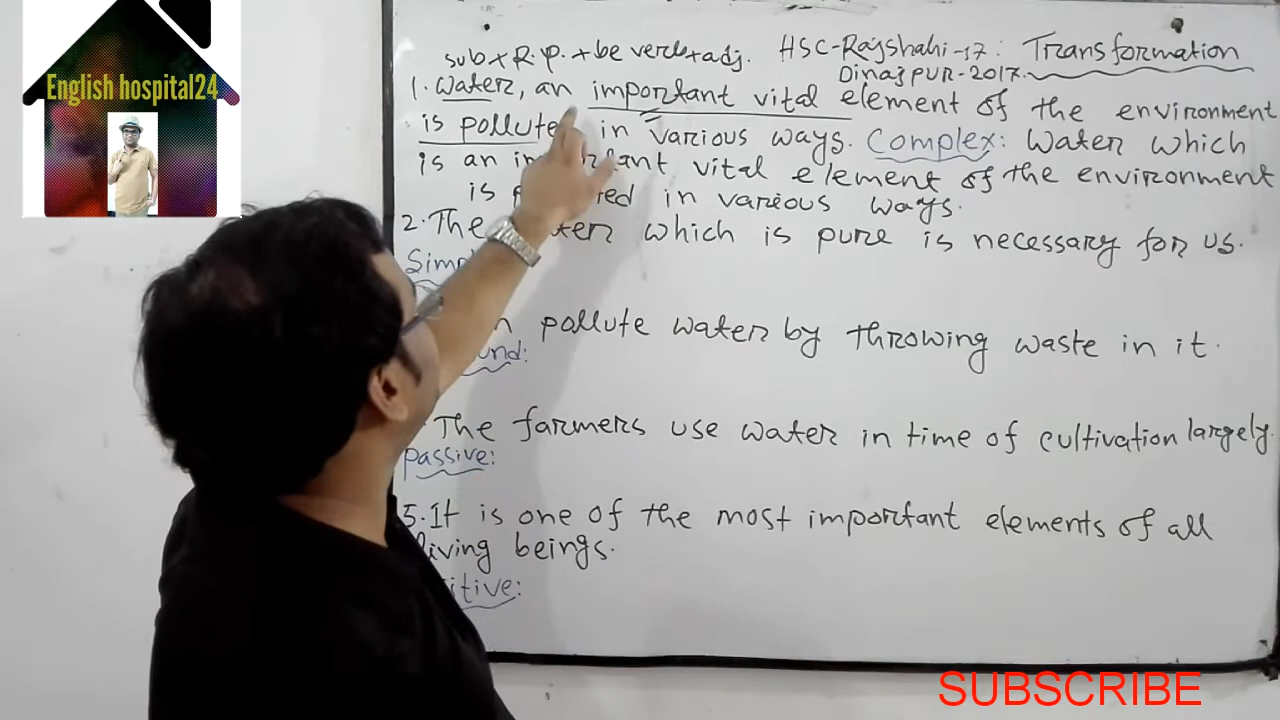 English hospital24
sub + R.P. + be verb + adj. HSC-Rajshahi-17: Transformation
Dinajpur-2017.
1. Water, an important vital element of the environment
is pollute in various ways. Complex: Water which
is an important vital element of the environment
is in various ways.
2. The which is pure is necessary for us.
pollute water by throwing waste in it.
The farmers use water in time of cultivation largely.
Passive:
5. It is one of the most important elements of all
living beings.
SUBSCRIBE